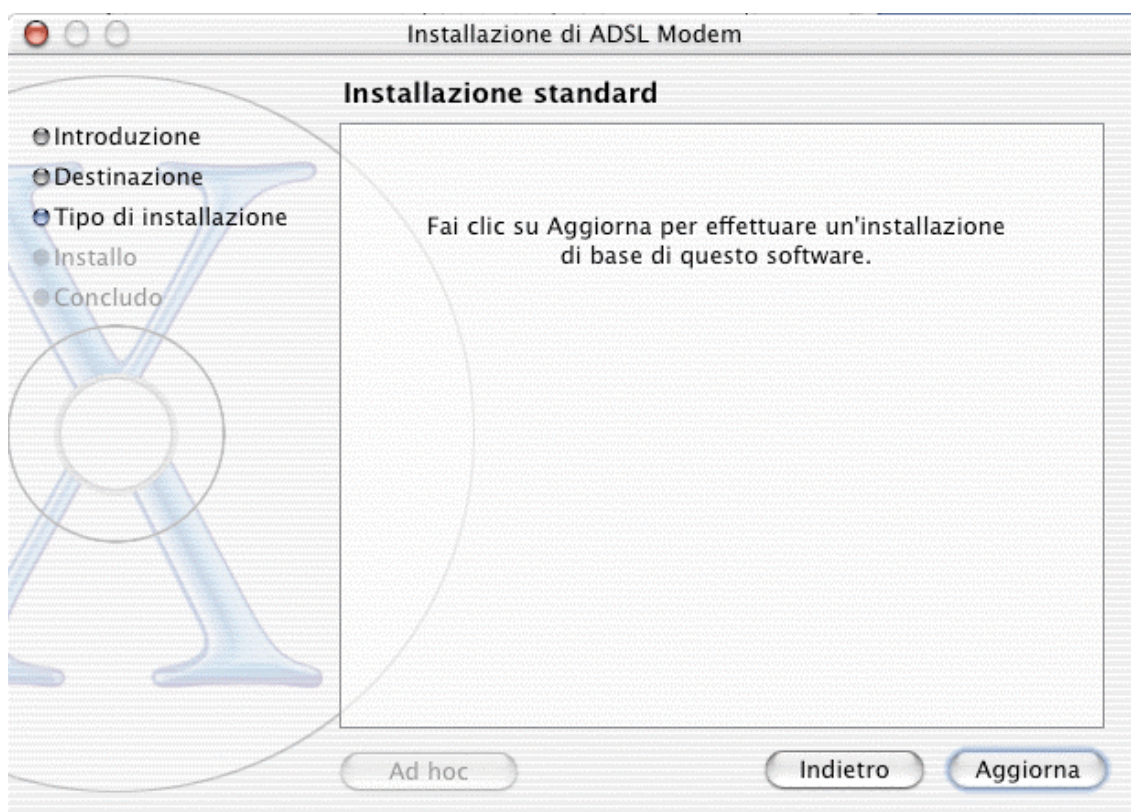 Installazione di ADSL Modem
Installazione standard
Introduzione
Destinazione
Tipo di installazione
Installo
Concludo
Fai clic su Aggiorna per effettuare un'installazione
di base di questo software.
Ad hoc
Indietro
Aggiorna